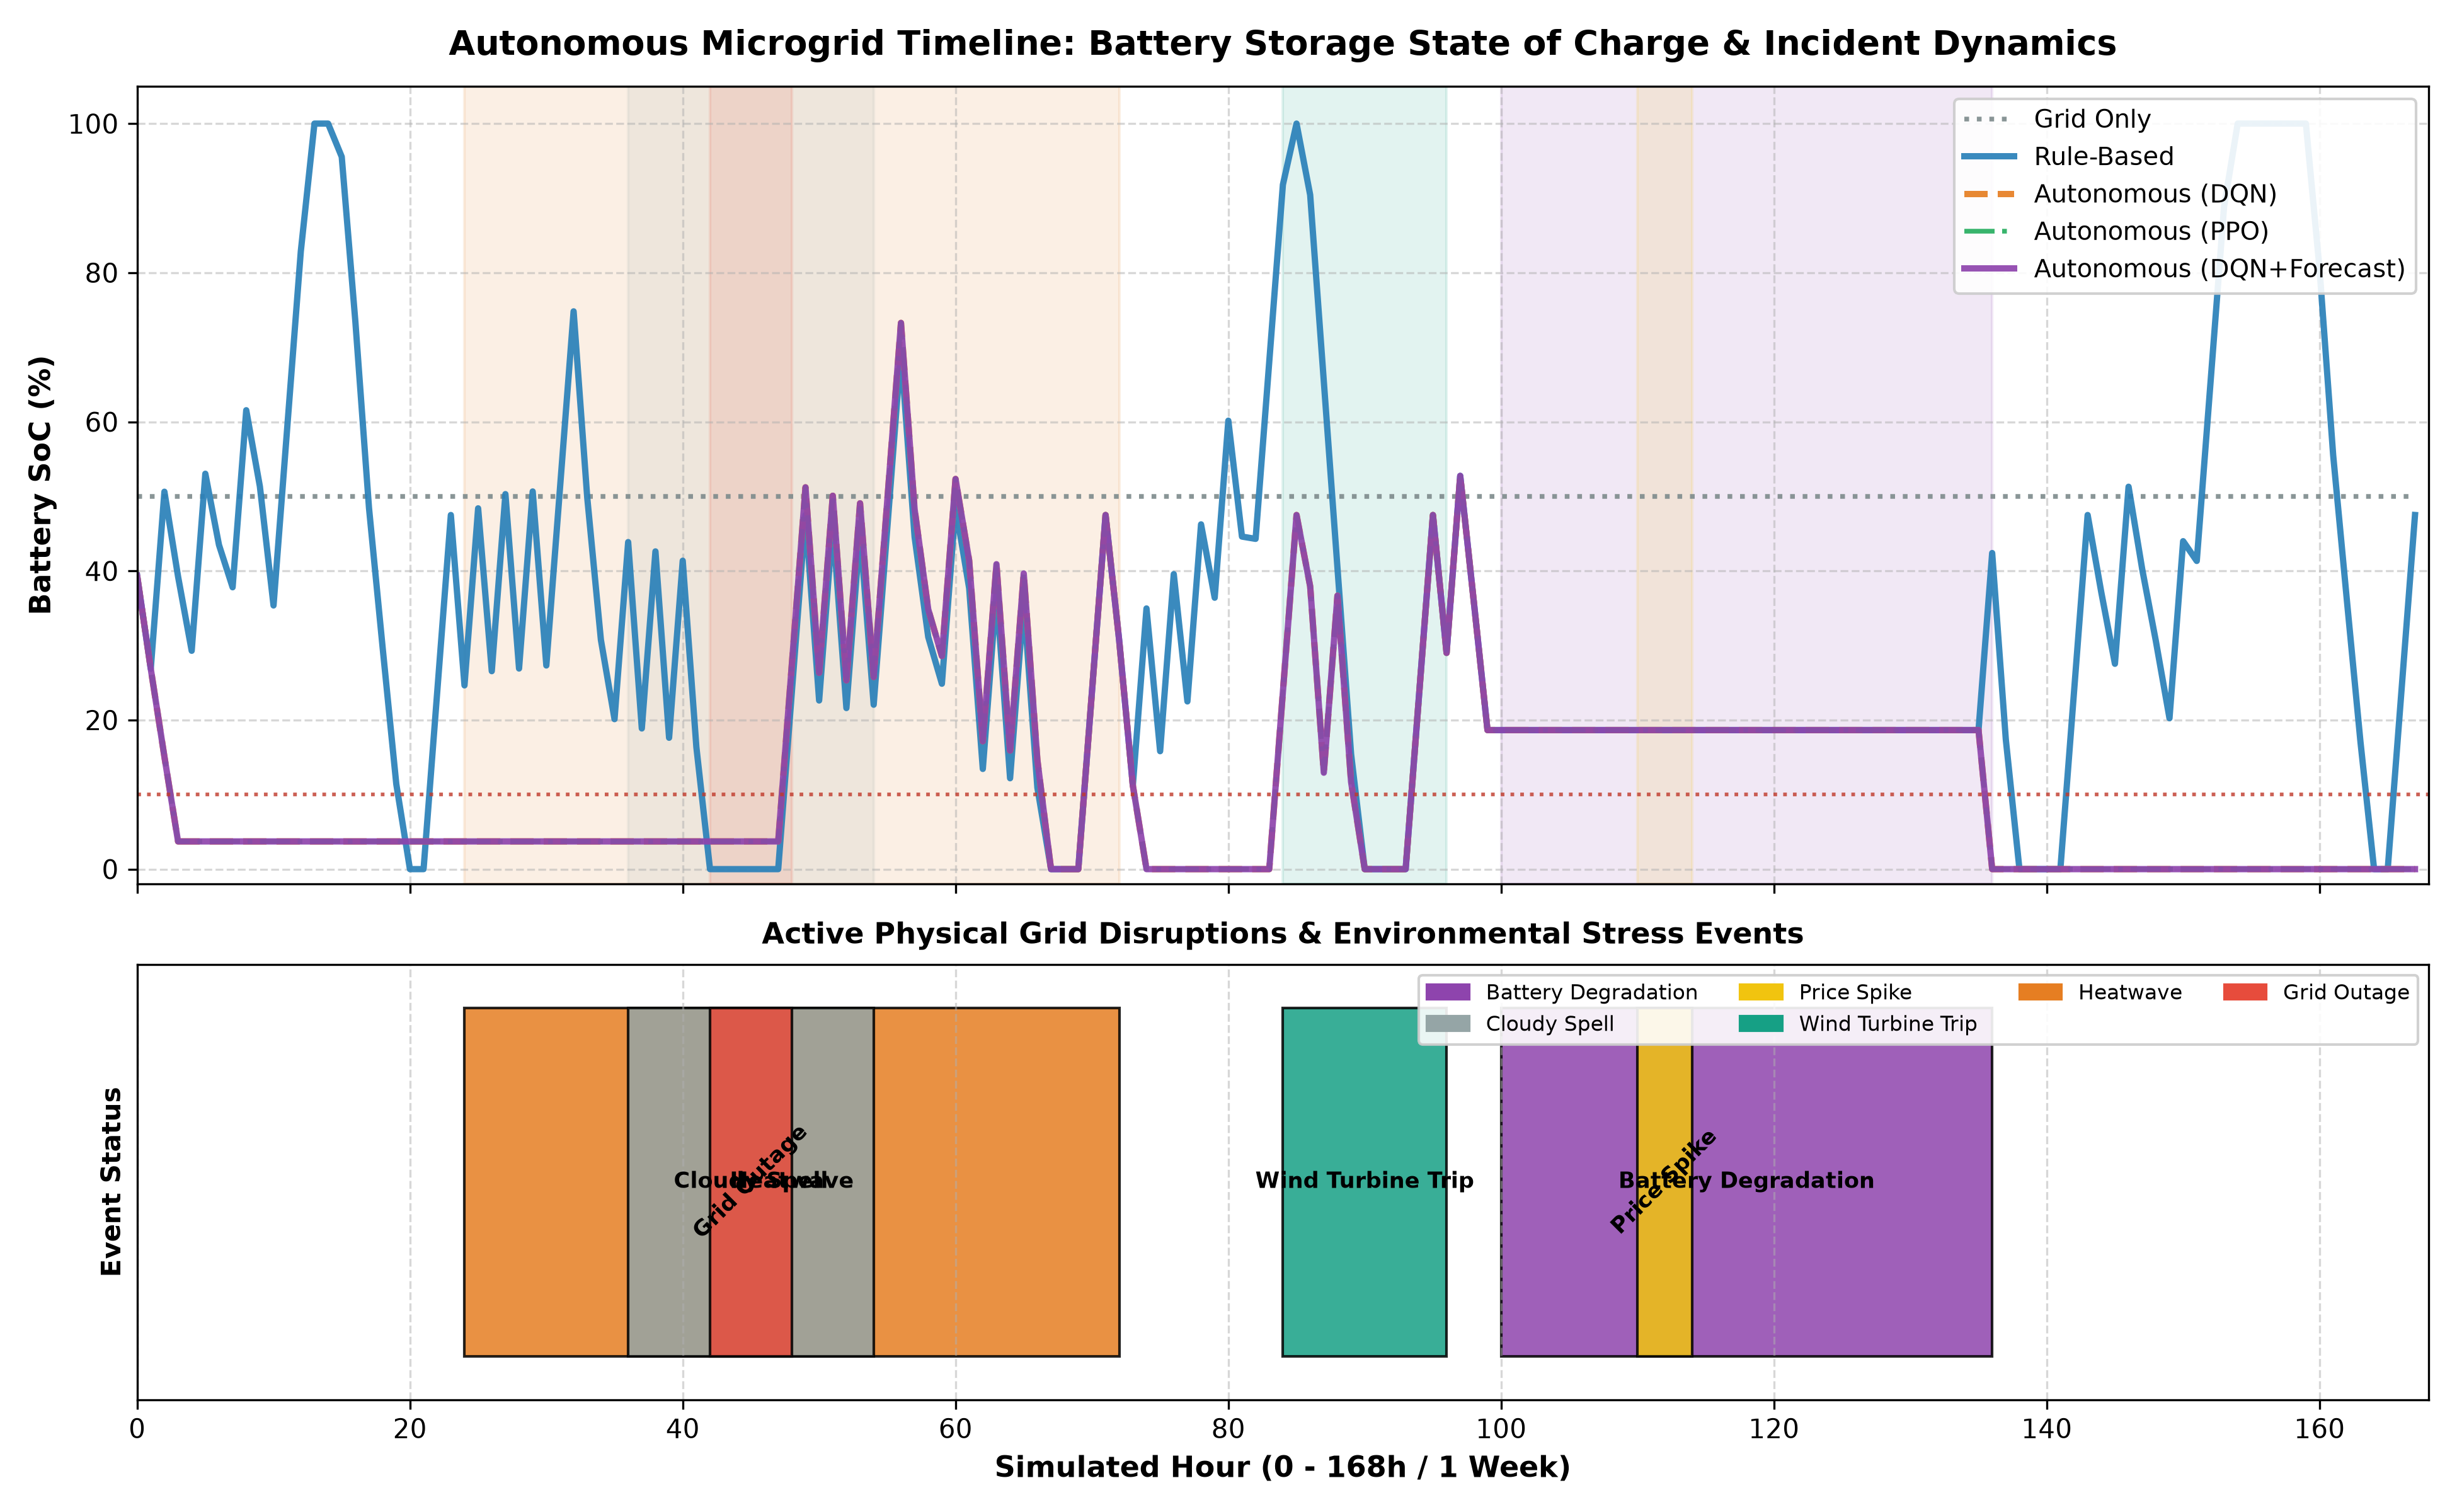 Autonomous Microgrid Timeline: Battery Storage State of Charge & Incident Dynamics
Battery SoC (%)
100
80
60
40
20
0
Grid Only
Rule-Based
Autonomous (DQN)
Autonomous (PPO)
Autonomous (DQN+Forecast)
Active Physical Grid Disruptions & Environmental Stress Events
Event Status
Battery Degradation
Price Spike
Heatwave
Grid Outage
Cloudy Spell
Wind Turbine Trip
Cloudy Spell
Heatwave
Grid Outage
Wind Turbine Trip
Price Spike
Battery Degradation
0 20 40 60 80 100 120 140 160
Simulated Hour (0 - 168h / 1 Week)